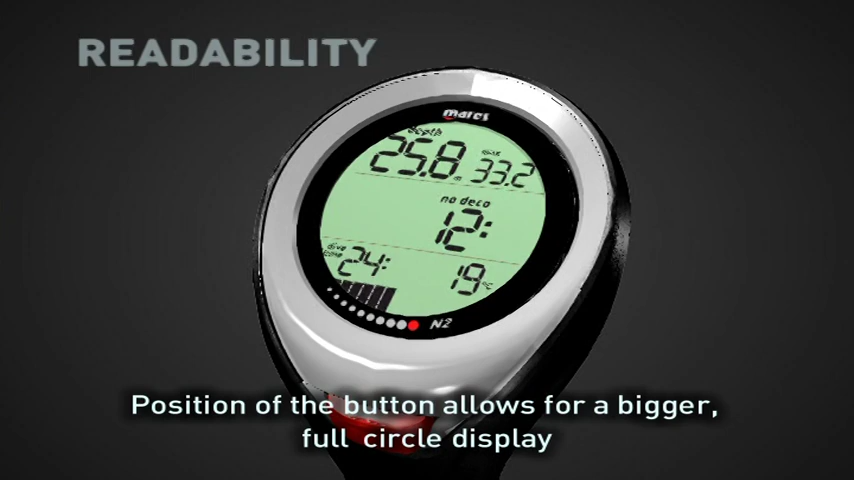 READABILITY
mares
depth
25.8 m max 33.2
no deco
12:
dive time 24: 19 °C
N2
Position of the button allows for a bigger,
full circle display